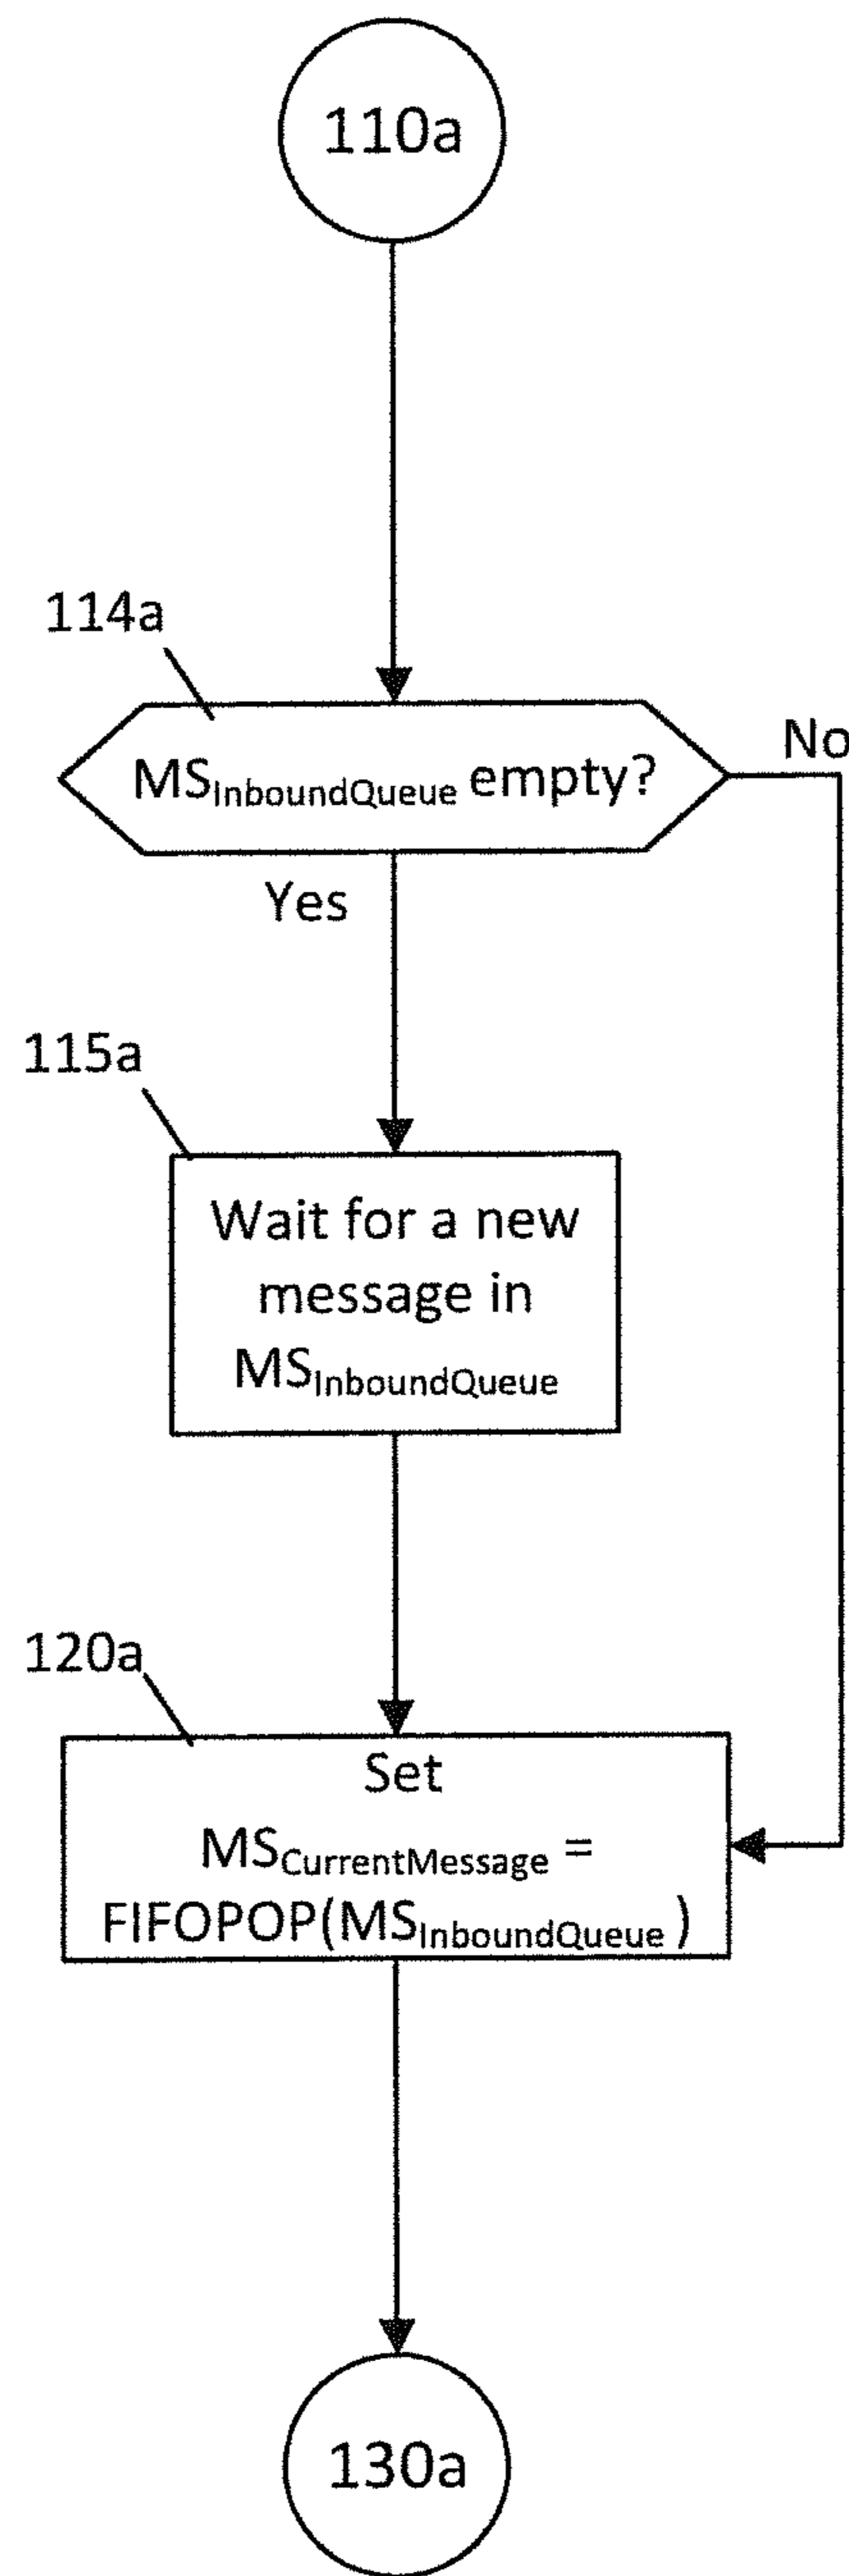 110a
114a
No
MSInboundQueue empty?
Yes
115a
Wait for a new
message in
MSInboundQueue
120a
Set
MSCurrentMessage =
FIFOPOP(MSInboundQueue )
130a